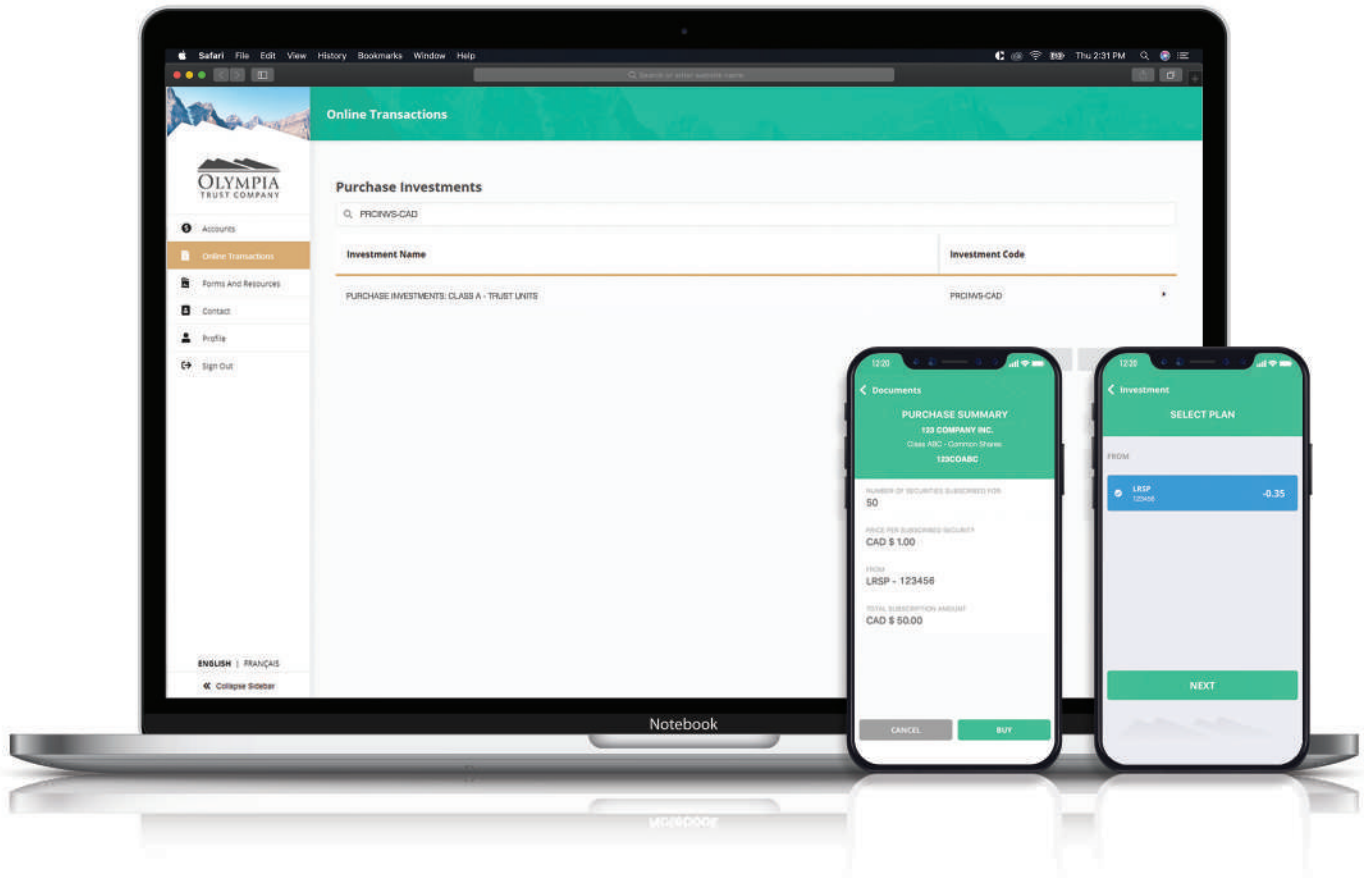 Safari File Edit View History Bookmarks Window Help
Thu 2:31 PM
Search or enter website name
Online Transactions
OLYMPIA
TRUST COMPANY
Accounts
Online Transactions
Forms And Resources
Contact
Profile
Sign Out
ENGLISH | FRANÇAIS
Collapse Sidebar
Purchase Investments
PRCINVS-CAD
Investment Name
Investment Code
PURCHASE INVESTMENTS: CLASS A - TRUST UNITS
PRCINVS-CAD
Notebook
12:20
Documents
PURCHASE SUMMARY
123 COMPANY INC.
Class ABC - Common Shares
123COABC
NUMBER OF SECURITIES SUBSCRIBED FOR
50
PRICE PER SUBSCRIBED SECURITY
CAD $ 1.00
FROM
LRSP - 123456
TOTAL SUBSCRIPTION AMOUNT
CAD $ 50.00
CANCEL
BUY
12:20
Investment
SELECT PLAN
FROM
LRSP
123456
-0.35
NEXT